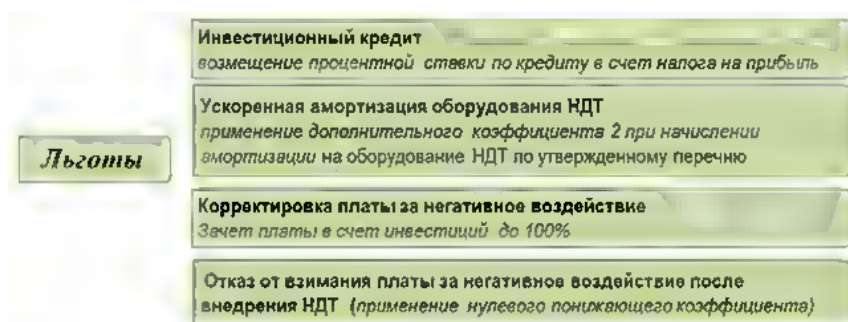 Льготы
Инвестиционный кредит
возмещение процентной ставки по кредиту в счет налога на прибыль
Ускоренная амортизация оборудования НДТ
применение дополнительного коэффициента 2 при начислении
амортизации на оборудование НДТ по утвержденному перечню
Корректировка платы за негативное воздействие
Зачет платы в счет инвестиций до 100%
Отказ от взимания платы за негативное воздействие после
внедрения НДТ (применение нулевого понижающего коэффициента)